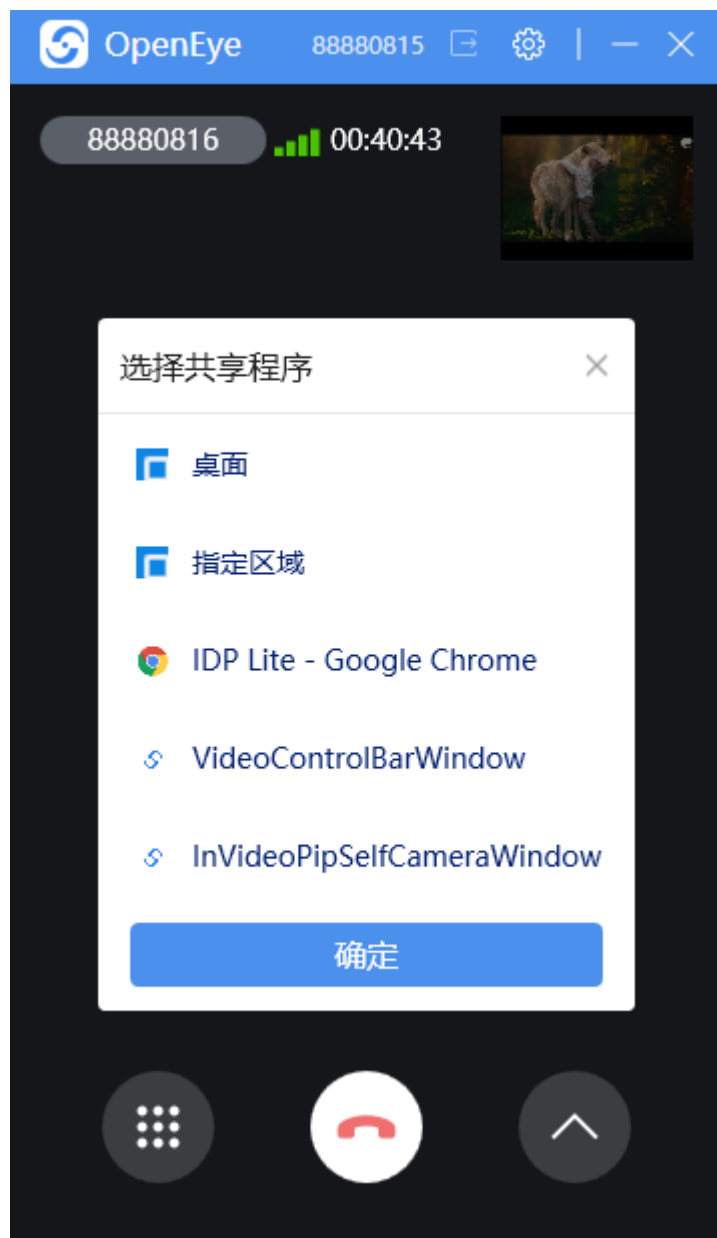 OpenEye 88880815
88880816 00:40:43
选择共享程序
桌面
指定区域
IDP Lite - Google Chrome
VideoControlBarWindow
InVideoPipSelfCameraWindow
确定